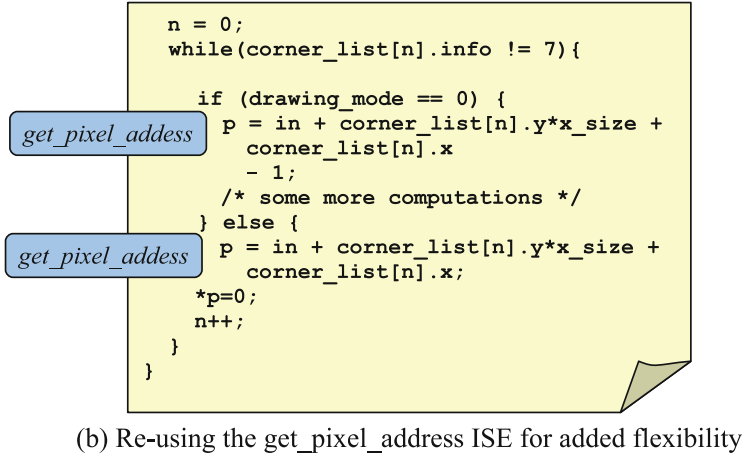 n = 0;
while(corner_list[n].info != 7){
if (drawing_mode == 0) {
get_pixel_addess
p = in + corner_list[n].y*x_size +
corner_list[n].x
- 1;
/* some more computations */
} else {
get_pixel_addess
p = in + corner_list[n].y*x_size +
corner_list[n].x;
*p=0;
n++;
}
}
(b) Re-using the get_pixel_address ISE for added flexibility